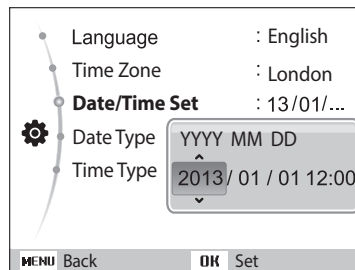 Language : English
Time Zone : London
Date/Time Set : 13/01/...
Date Type
Time Type
YYYY MM DD
2013 / 01 / 01 12:00
MENU Back OK Set